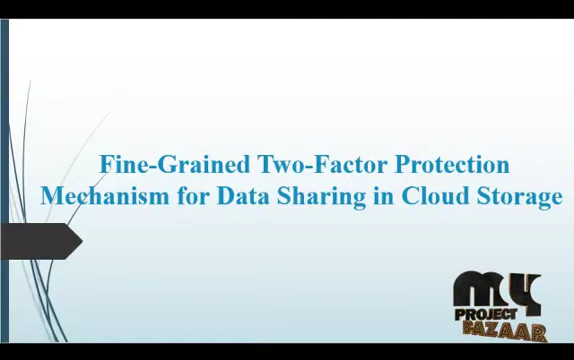 Fine-Grained Two-Factor Protection
Mechanism for Data Sharing in Cloud Storage
my
PROJECT
BAZAAR